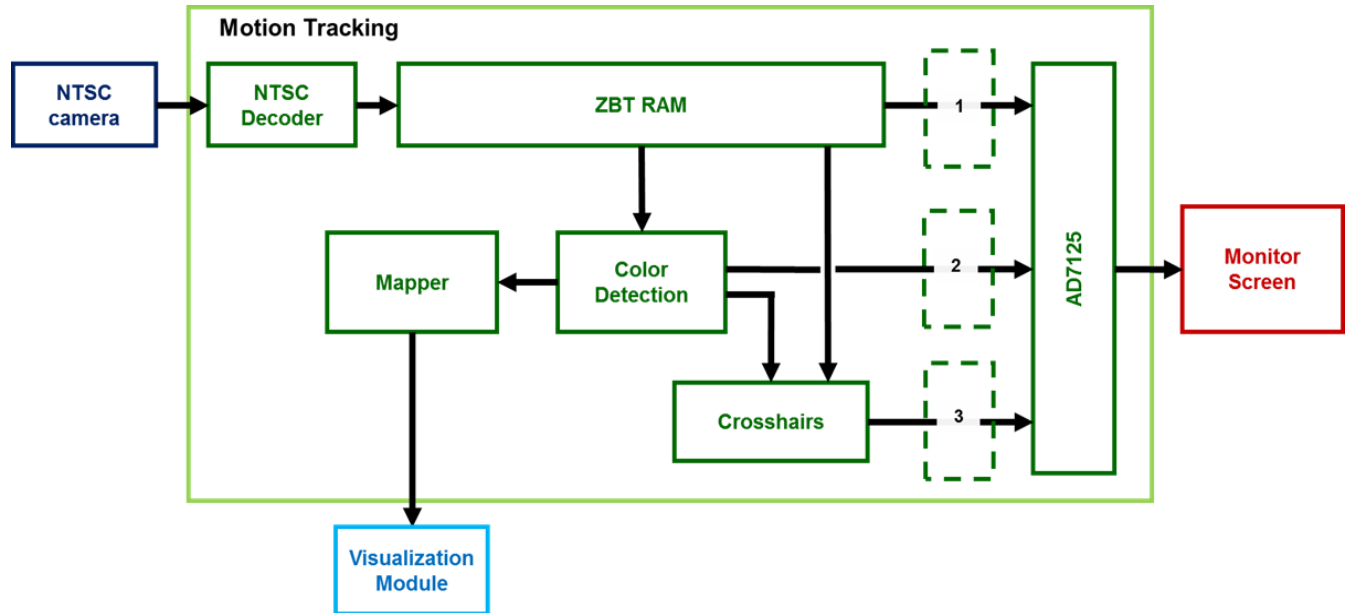 Motion Tracking
NTSC
camera
NTSC
Decoder
ZBT RAM
1
Mapper
Color
Detection
2
AD7125
Monitor
Screen
Crosshairs
3
Visualization
Module